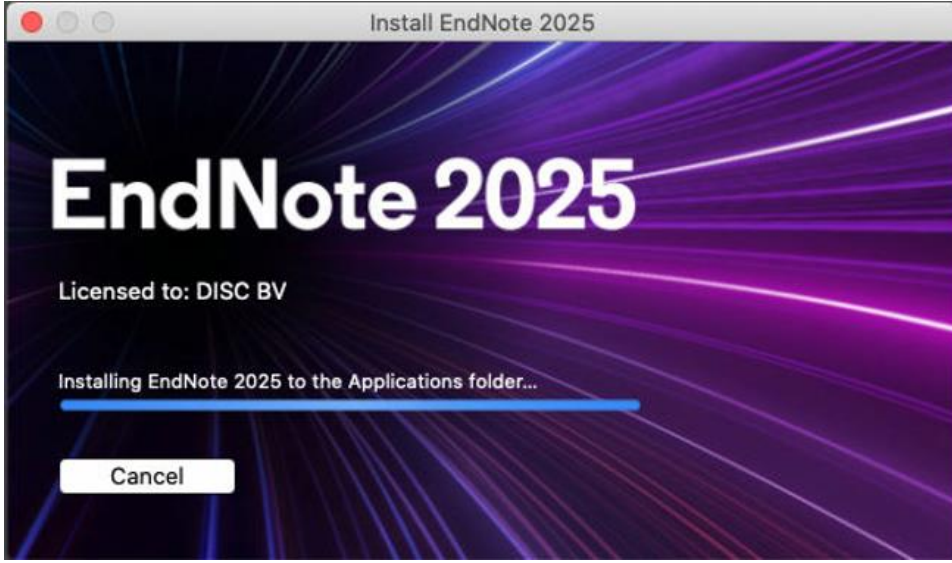 Install EndNote 2025
EndNote 2025
Licensed to: DISC BV
Installing EndNote 2025 to the Applications folder...
Cancel